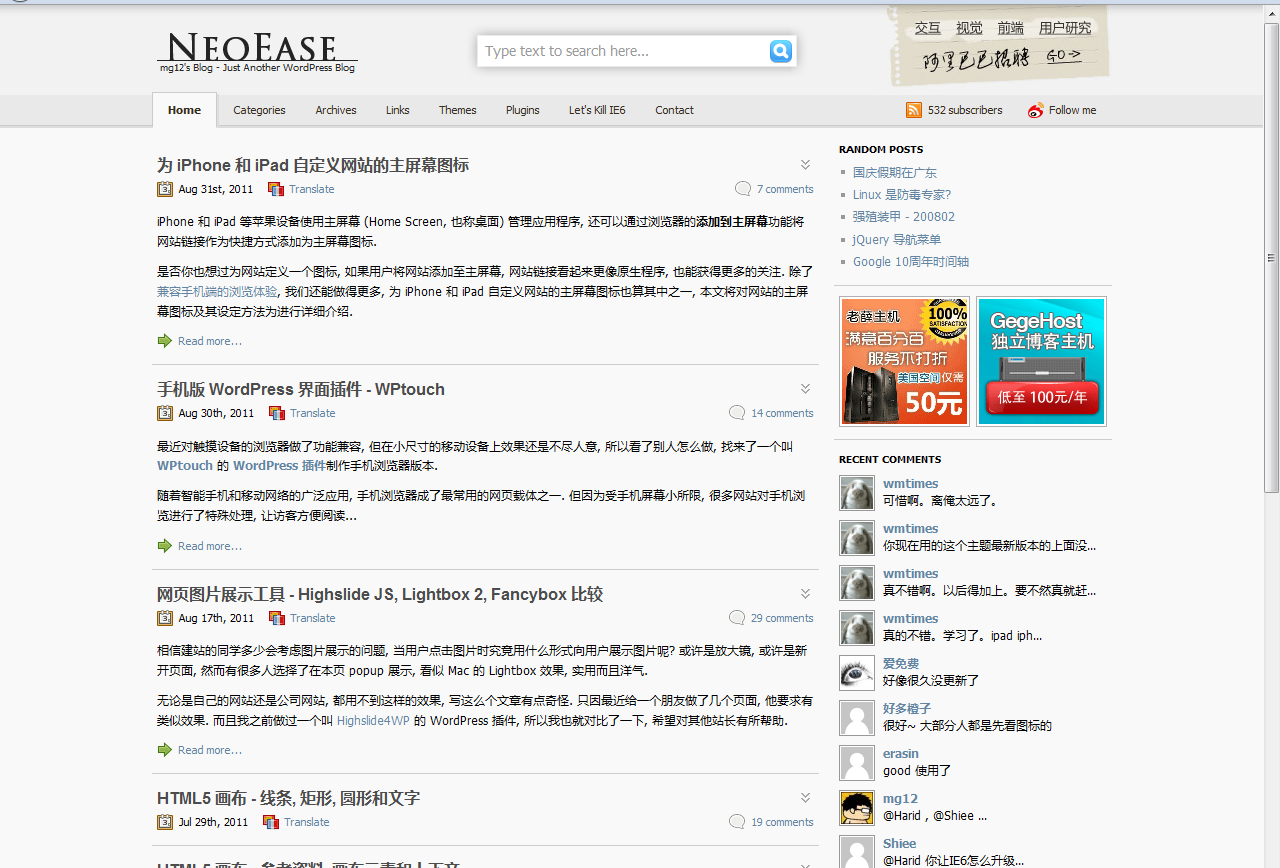 NeoEase
mg12's Blog - Just Another WordPress Blog
Type text to search here...
交互 视觉 前端 用户研究
阿里巴巴招聘 GO->
Home Categories Archives Links Themes Plugins Let's Kill IE6 Contact
532 subscribers Follow me
为 iPhone 和 iPad 自定义网站的主屏幕图标
Aug 31st, 2011 Translate 7 comments
iPhone 和 iPad 等苹果设备使用主屏幕 (Home Screen, 也称桌面) 管理应用程序, 还可以通过浏览器的添加到主屏幕功能将
网站链接作为快捷方式添加为主屏幕图标.
是否你也想过为网站定义一个图标, 如果用户将网站添加至主屏幕, 网站链接看起来更像原生程序, 也能获得更多的关注. 除了
兼容手机端的浏览体验, 我们还能做得更多, 为 iPhone 和 iPad 自定义网站的主屏幕图标也算其中之一, 本文将对网站的主屏
幕图标及其设定方法为进行详细介绍.
Read more...
手机版 WordPress 界面插件 - WPtouch
Aug 30th, 2011 Translate 14 comments
最近对触摸设备的浏览器做了功能兼容, 但在小尺寸的移动设备上效果还是不尽人意, 所以看了别人怎么做, 找来了一个叫
WPtouch 的 WordPress 插件制作手机浏览器版本.
随着智能手机和移动网络的广泛应用, 手机浏览器成了最常用的网页载体之一. 但因为受手机屏幕小所限, 很多网站对手机浏
览进行了特殊处理, 让访客方便阅读...
Read more...
网页图片展示工具 - Highslide JS, Lightbox 2, Fancybox 比较
Aug 17th, 2011 Translate 29 comments
相信建站的同学多少会考虑图片展示的问题, 当用户点击图片时究竟用什么形式向用户展示图片呢? 或许是放大镜, 或许是新
开页面, 然而有很多人选择了在本页 popup 展示, 看似 Mac 的 Lightbox 效果, 实用而且洋气.
无论是自己的网站还是公司网站, 都用不到这样的效果, 写这么个文章有点奇怪. 只因最近给一个朋友做了几个页面, 他要求有
类似效果. 而且我之前做过一个叫 Highslide4WP 的 WordPress 插件, 所以我也就对比了一下, 希望对其他站长有所帮助.
Read more...
HTML5 画布 - 线条, 矩形, 圆形和文字
Jul 29th, 2011 Translate 19 comments
HTML5 画布 - 参考资料, 画布元素和上下文
RANDOM POSTS
国庆假期在广东
Linux 是防毒专家?
强殖装甲 - 200802
jQuery 导航菜单
Google 10周年时间轴
老薛主机
100%
SATISFACTION
满意百分百
服务不打折
美国空间仅需
50元
GegeHost
独立博客主机
低至 100元/年
RECENT COMMENTS
wmtimes
可惜啊。离俺太远了。
wmtimes
你现在用的这个主题最新版本的上面没...
wmtimes
真不错啊。以后得加上。要不然真就赶...
wmtimes
真的不错。学习了。ipad iph...
爱免费
好像很久没更新了
好多橙子
很好~ 大部分人都是先看图标的
erasin
good 使用了
mg12
@Harid , @Shiee ...
Shiee
@Harid 你让IE6怎么升级...